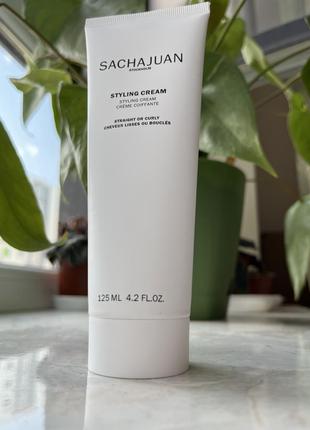 SACHAJUAN
STOCKHOLM
STYLING CREAM
STYLING CREAM
CRÈME COIFFANTE
STRAIGHT OR CURLY
CHEVEUX LISSES OU BOUCLÉS
125 ML 4.2 FL.OZ.